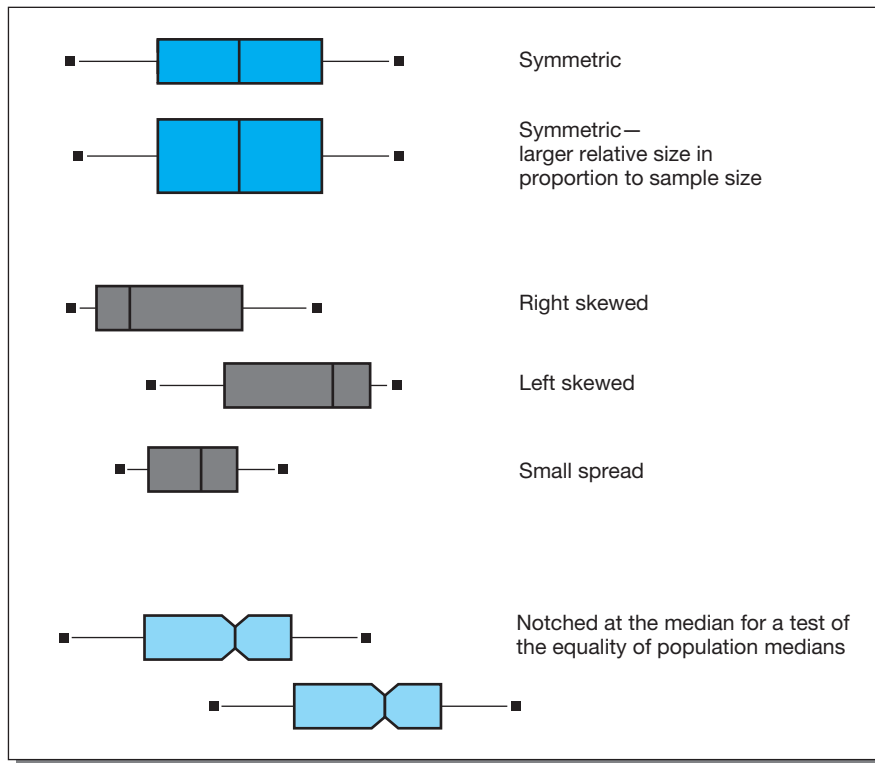 Symmetric
Symmetric—
larger relative size in
proportion to sample size
Right skewed
Left skewed
Small spread
Notched at the median for a test of
the equality of population medians